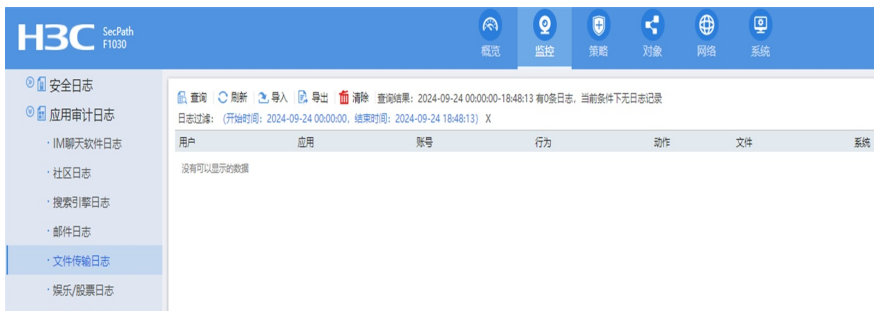 H3C SecPath F1030
概览 监控 策略 对象 网络 系统
安全日志
应用审计日志
IM聊天软件日志
社区日志
搜索引擎日志
邮件日志
文件传输日志
娱乐/股票日志
查询 刷新 导入 导出 清除 查询结果：2024-09-24 00:00:00-18:48:13 有0条日志，当前条件下无日志记录
日志过滤：（开始时间：2024-09-24 00:00:00，结束时间：2024-09-24 18:48:13） X
用户 应用 账号 行为 动作 文件 系统
没有可以显示的数据